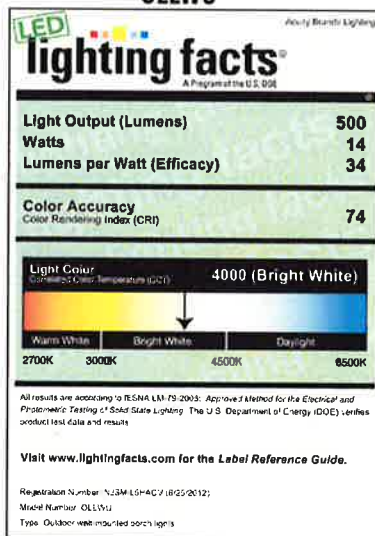 OLLWU
Acuity Brands Lighting
LED
lighting facts®
A Program of the U.S. DOE
Light Output (Lumens) 500
Watts 14
Lumens per Watt (Efficacy) 34
Color Accuracy 74
Color Rendering Index (CRI)
Light Color 4000 (Bright White)
Correlated Color Temperature (CCT)
Warm White Bright White Daylight
2700K 3000K 4500K 6500K
All results are according to IESNA LM-79-2008: Approved Method for the Electrical and
Photometric Testing of Solid State Lighting. The U.S. Department of Energy (DOE) verifies
product test data and results.
Visit www.lightingfacts.com for the Label Reference Guide.
Registration Number: (6/25/2012)
Model Number: OLLWU
Type: Outdoor wall-mounted porch lights